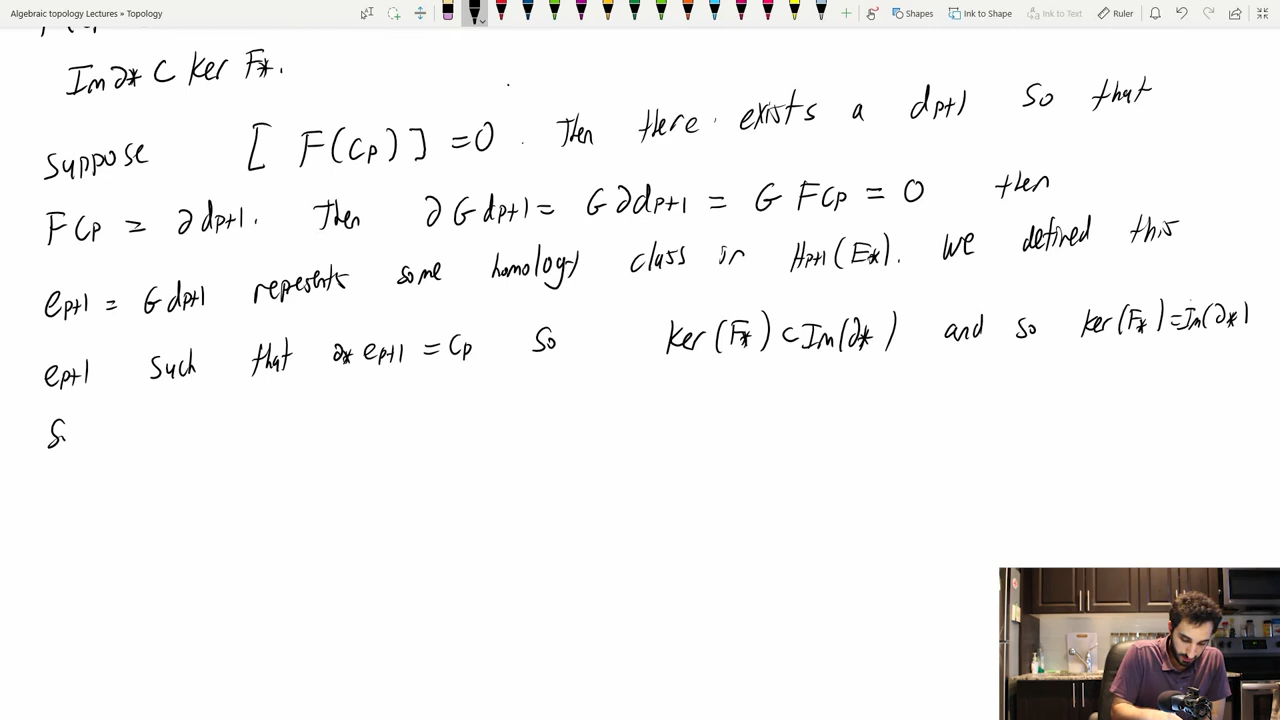 Algebraic topology Lectures » Topology
Shapes Ink to Shape Ink to Text Ruler
Im ∂* ⊂ Ker F*.
Suppose [F(Cp)] = 0. Then there exists a dp+1 so that
FCp = ∂dp+1. Then ∂Gdp+1 = G∂dp+1 = GFCp = 0 then
ep+1 = Gdp+1 represents some homology class in Hp+1(E*). We defined this
ep+1 such that ∂* ep+1 = Cp so Ker(F*) ⊂ Im(∂*) and so Ker(F*) = Im(∂*)
S